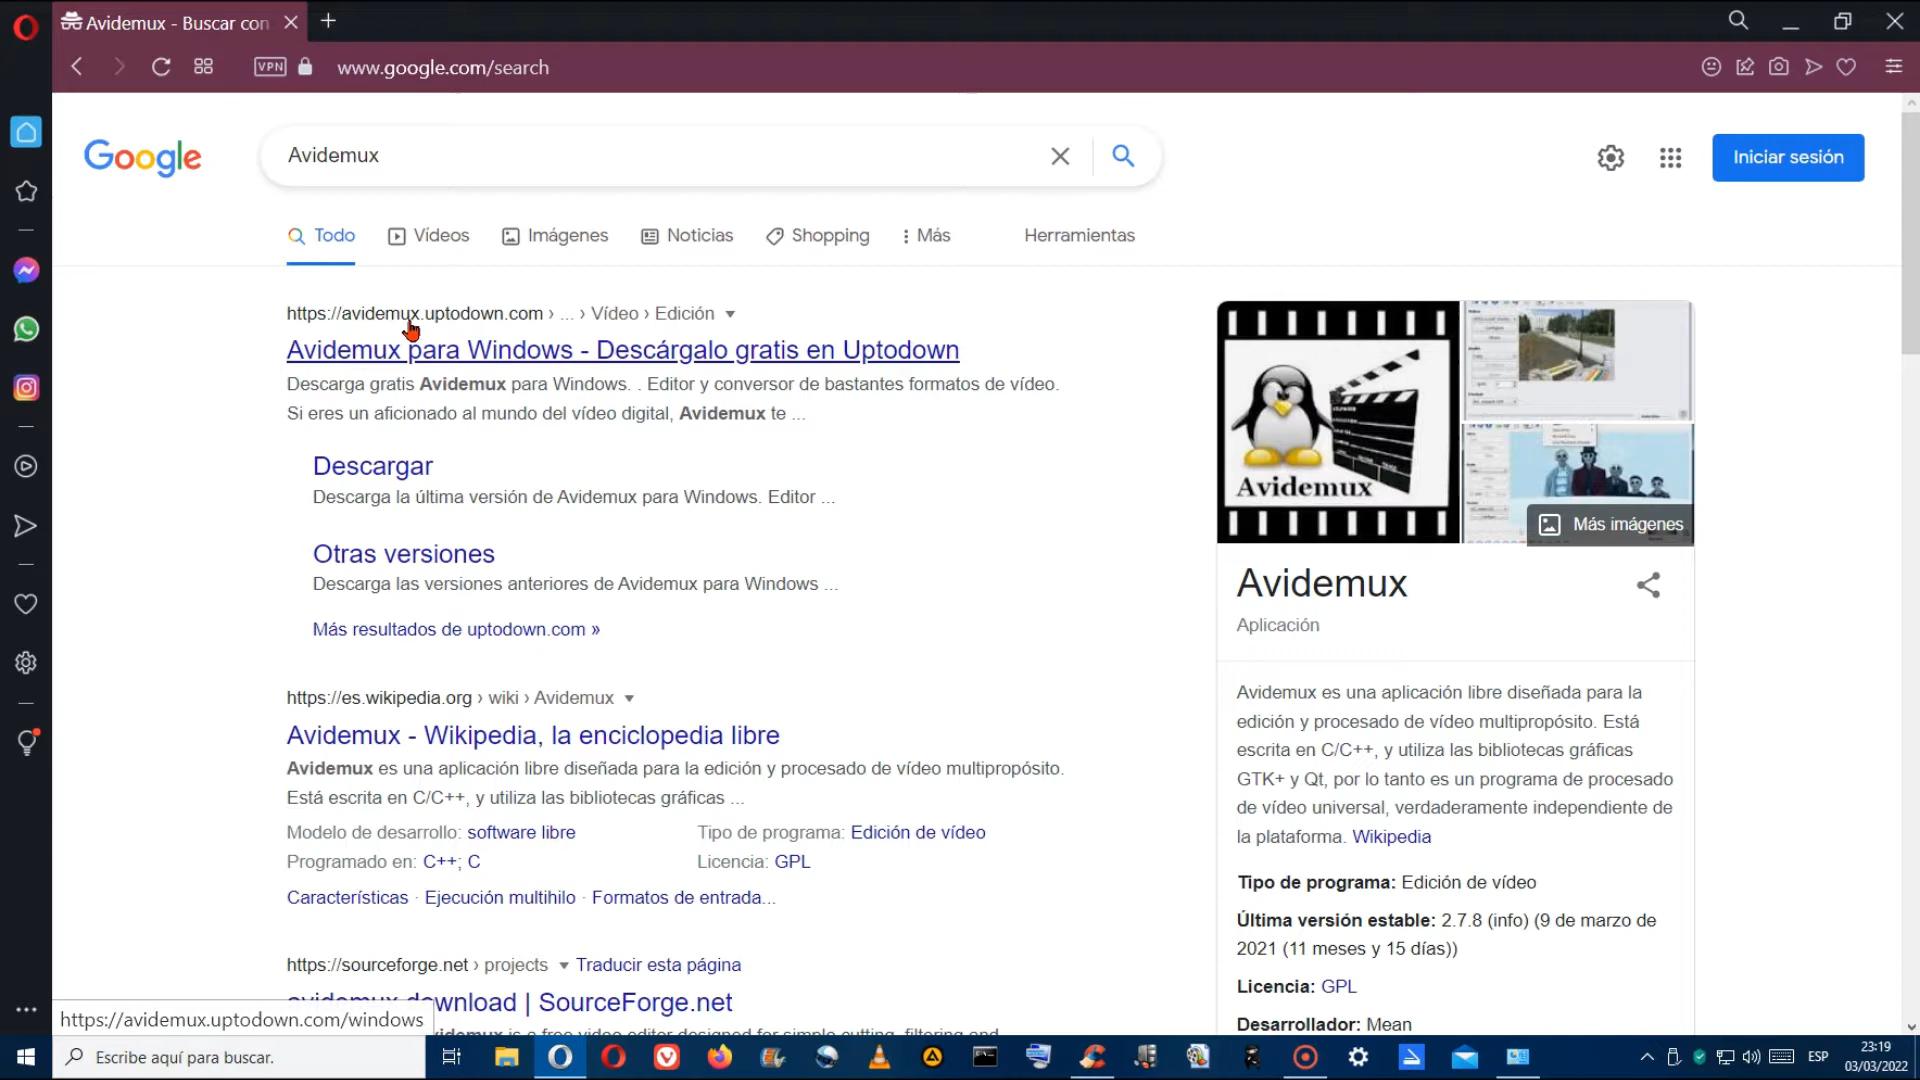 Avidemux - Buscar con
VPN
www.google.com/search
Google
Avidemux
Iniciar sesión
Todo
Vídeos
Imágenes
Noticias
Shopping
Más
Herramientas
https://avidemux.uptodown.com › ... › Vídeo › Edición
Avidemux para Windows - Descárgalo gratis en Uptodown
Descarga gratis Avidemux para Windows. . Editor y conversor de bastantes formatos de vídeo.
Si eres un aficionado al mundo del vídeo digital, Avidemux te ...
Descargar
Descarga la última versión de Avidemux para Windows. Editor ...
Otras versiones
Descarga las versiones anteriores de Avidemux para Windows ...
Más resultados de uptodown.com »
https://es.wikipedia.org › wiki › Avidemux
Avidemux - Wikipedia, la enciclopedia libre
Avidemux es una aplicación libre diseñada para la edición y procesado de vídeo multipropósito.
Está escrita en C/C++, y utiliza las bibliotecas gráficas ...
Modelo de desarrollo: software libre
Tipo de programa: Edición de vídeo
Programado en: C++; C
Licencia: GPL
Características · Ejecución multihilo · Formatos de entrada...
https://sourceforge.net › projects
Traducir esta página
avidemux download | SourceForge.net
https://avidemux.uptodown.com/windows
Avidemux
Más imágenes
Avidemux
Aplicación
Avidemux es una aplicación libre diseñada para la
edición y procesado de vídeo multipropósito. Está
escrita en C/C++, y utiliza las bibliotecas gráficas
GTK+ y Qt, por lo tanto es un programa de procesado
de vídeo universal, verdaderamente independiente de
la plataforma. Wikipedia
Tipo de programa: Edición de vídeo
Última versión estable: 2.7.8 (info) (9 de marzo de
2021 (11 meses y 15 días))
Licencia: GPL
Desarrollador: Mean
Escribe aquí para buscar.
ESP
23:19
03/03/2022